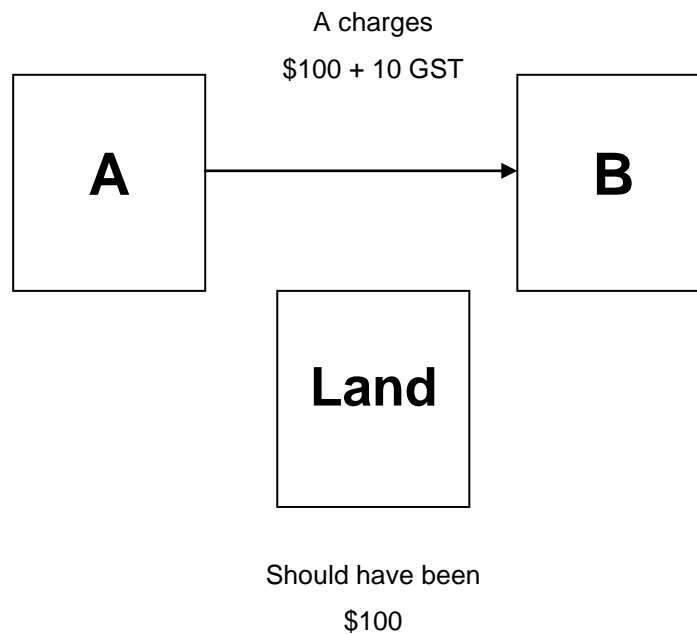 A charges
$100 + 10 GST
A
B
Land
Should have been
$100